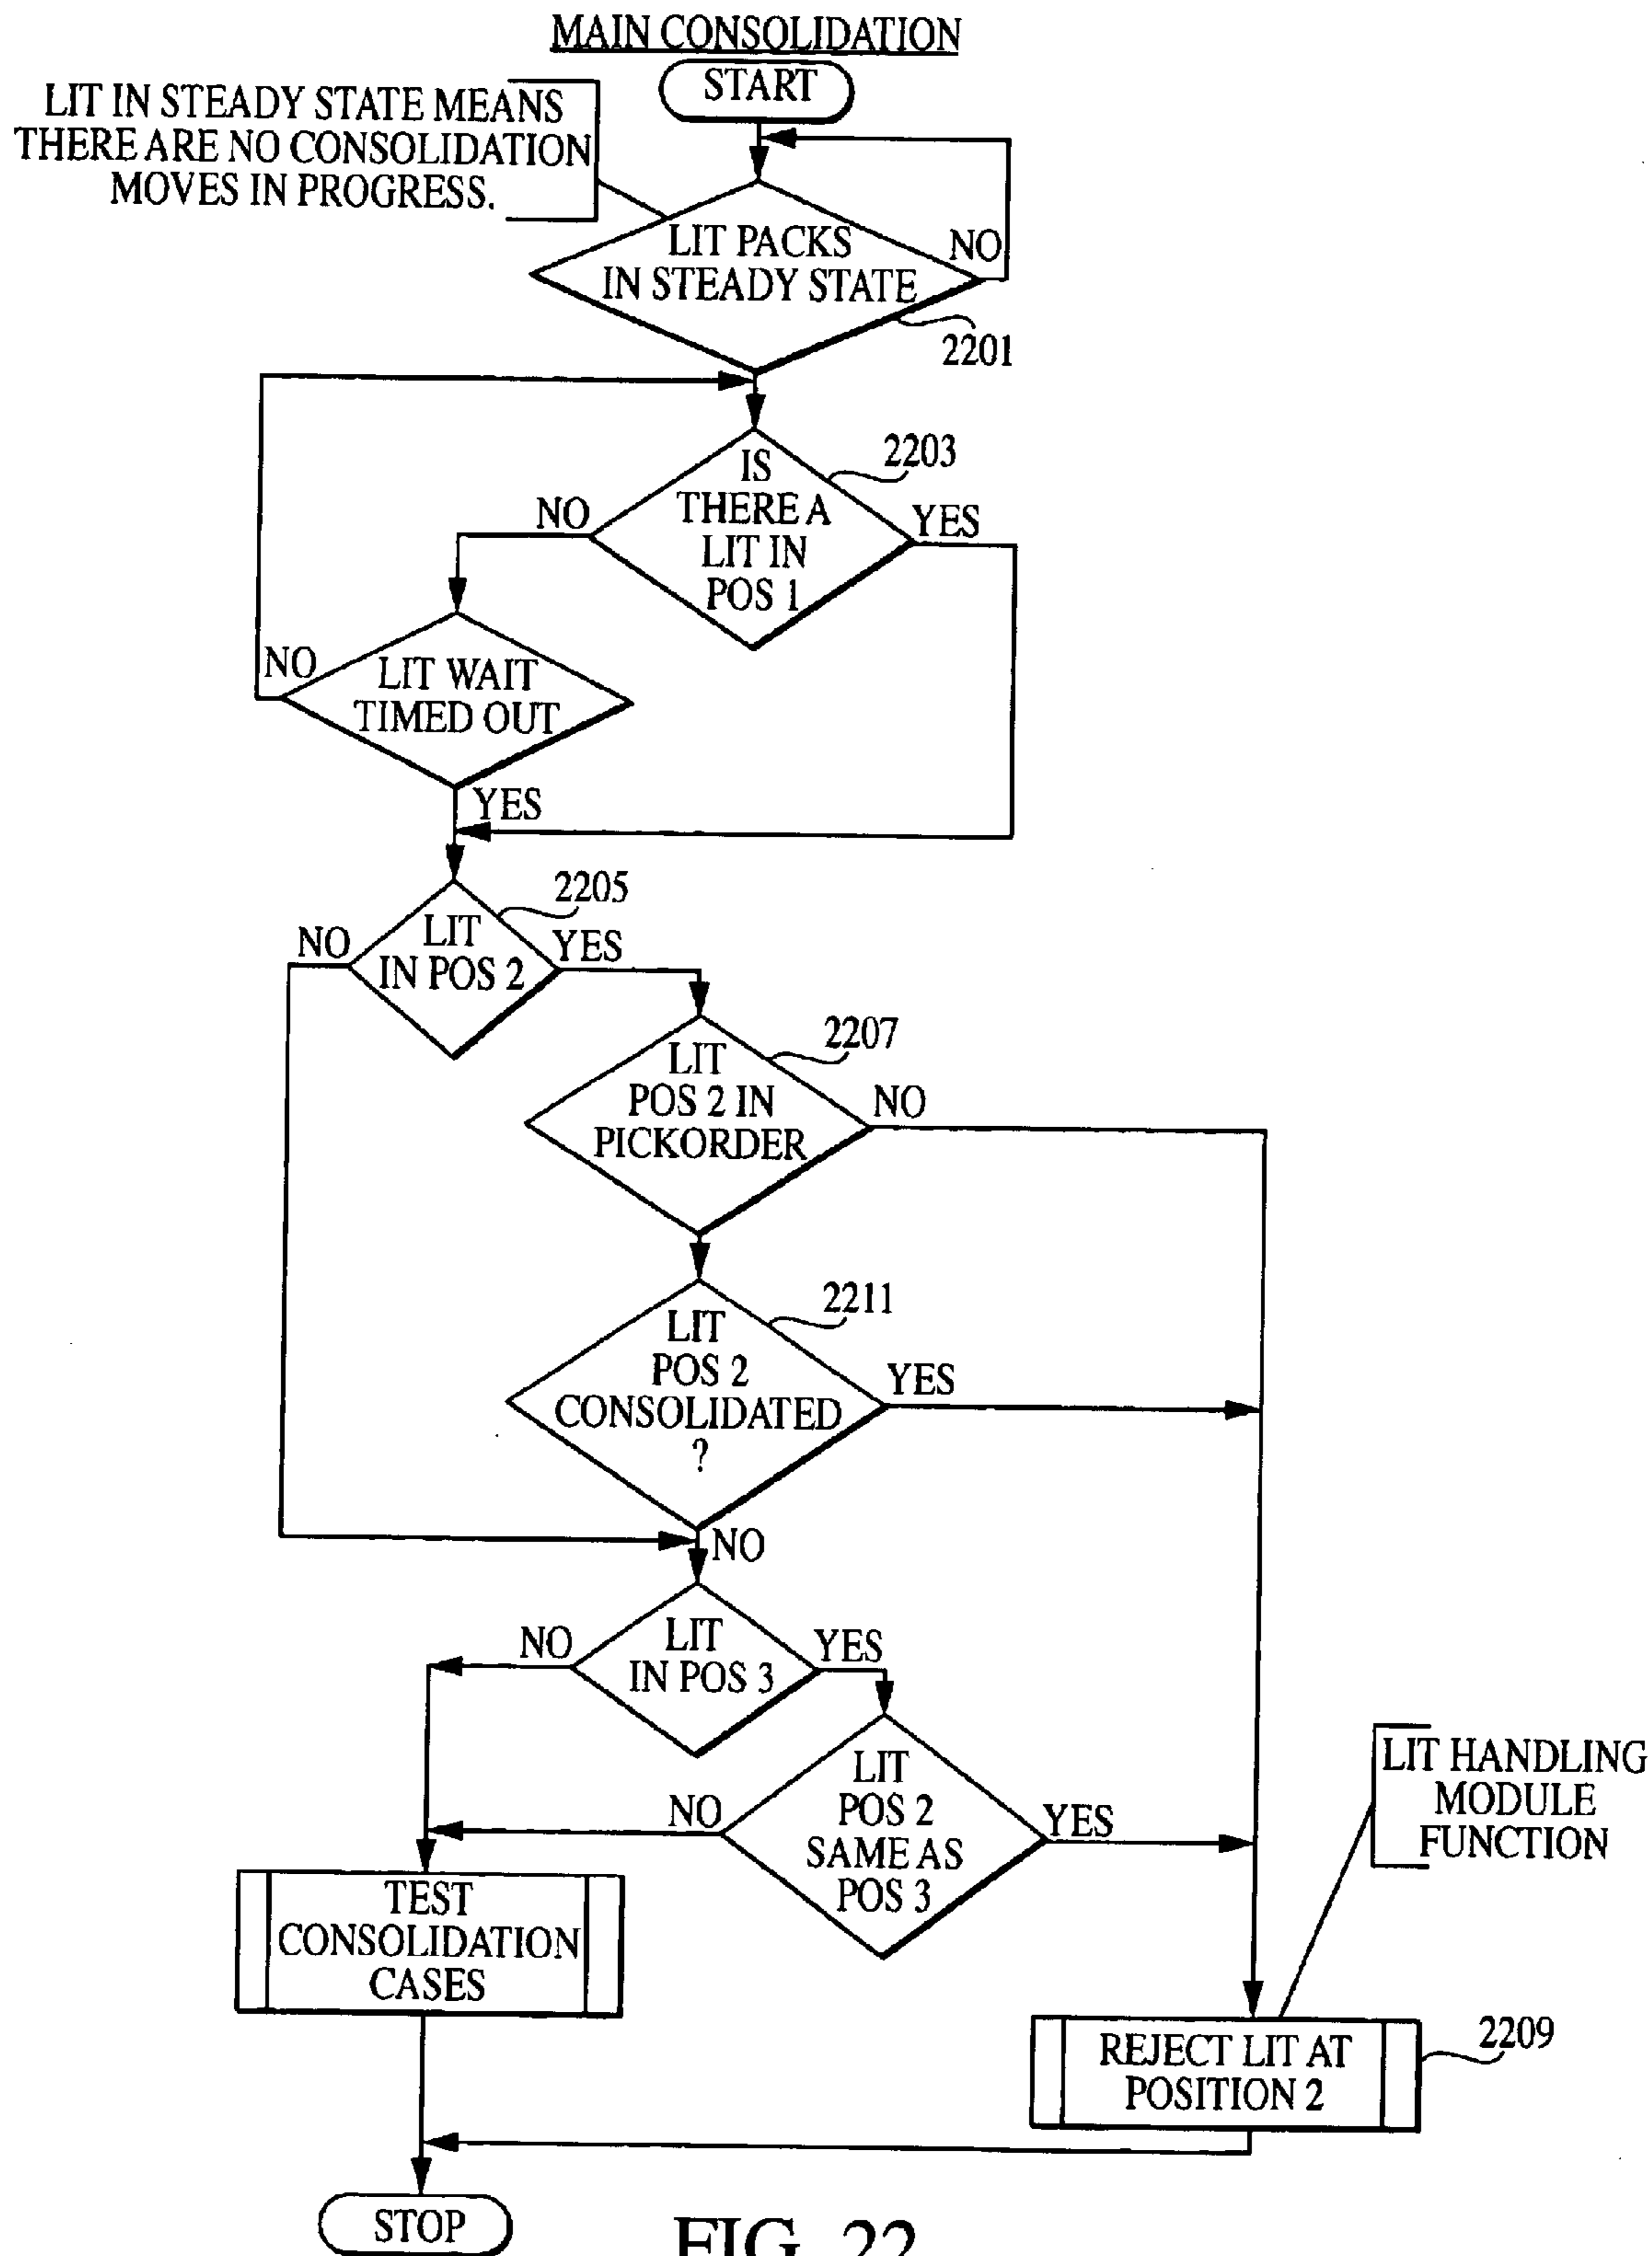 MAIN CONSOLIDATION
START
LIT IN STEADY STATE MEANS
THERE ARE NO CONSOLIDATION
MOVES IN PROGRESS.
LIT PACKS
IN STEADY STATE
NO
2201
2203
IS
THERE A
LIT IN
POS 1
NO
YES
NO
LIT WAIT
TIMED OUT
YES
2205
LIT
IN POS 2
NO
YES
2207
LIT
POS 2 IN
PICKORDER
NO
2211
LIT
POS 2
CONSOLIDATED
?
YES
NO
LIT
IN POS 3
NO
YES
LIT
POS 2
SAME AS
POS 3
NO
YES
LIT HANDLING
MODULE
FUNCTION
TEST
CONSOLIDATION
CASES
REJECT LIT AT
POSITION 2
2209
STOP
FIG. 22